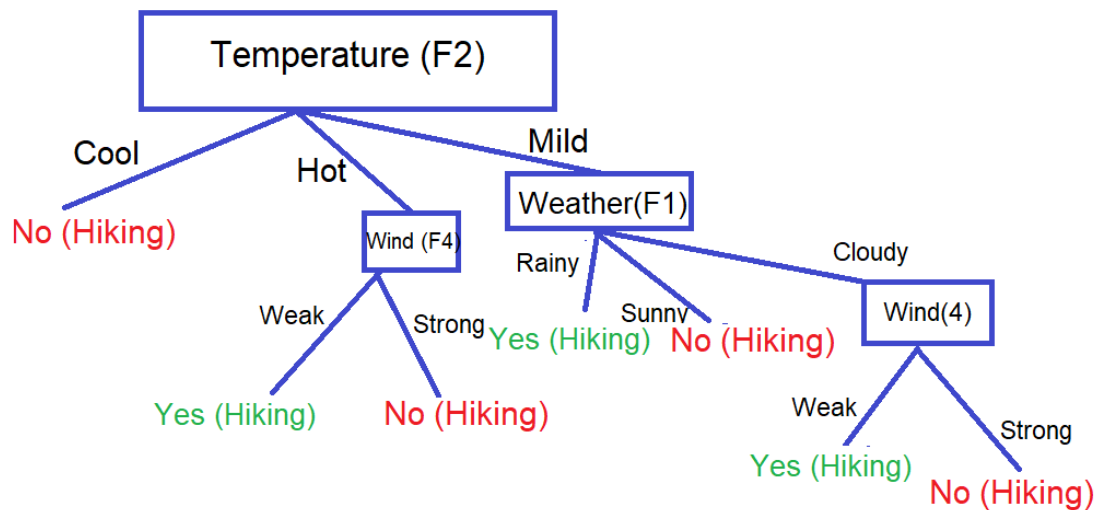 Temperature (F2)
Cool
Hot
Mild
No (Hiking)
Wind (F4)
Weather(F1)
Weak
Strong
Rainy
Sunny
Cloudy
Yes (Hiking)
No (Hiking)
Yes (Hiking)
No (Hiking)
Wind(4)
Weak
Strong
Yes (Hiking)
No (Hiking)